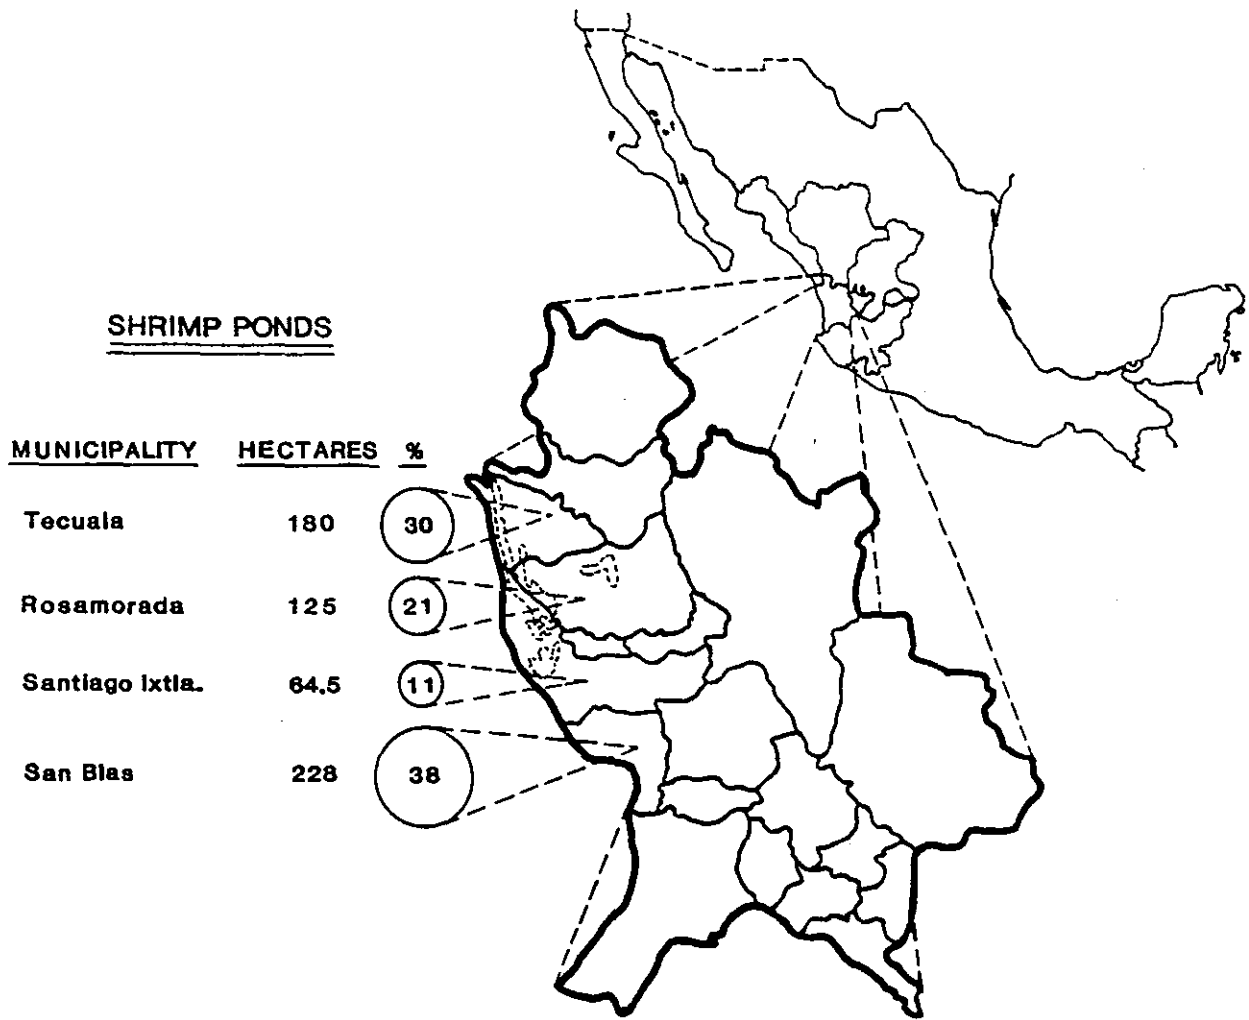 SHRIMP PONDS
MUNICIPALITY HECTARES %
Tecuala 180 30
Rosamorada 125 21
Santiago Ixtla. 64.5 11
San Blas 228 38